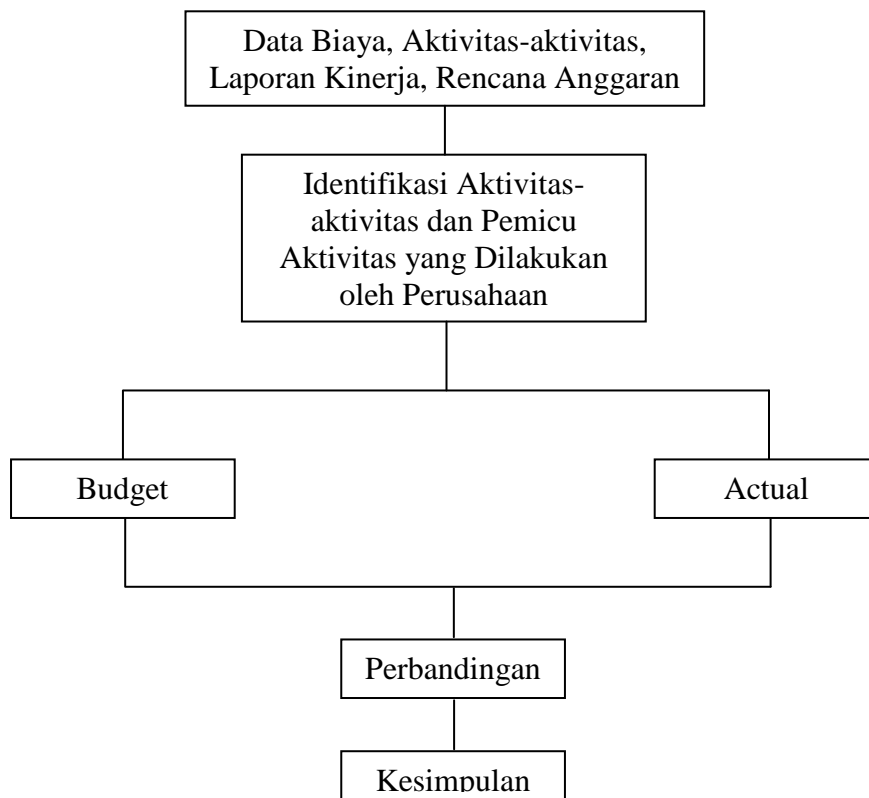 Data Biaya, Aktivitas-aktivitas,
Laporan Kinerja, Rencana Anggaran
Identifikasi Aktivitas-
aktivitas dan Pemicu
Aktivitas yang Dilakukan
oleh Perusahaan
Budget
Actual
Perbandingan
Kesimpulan